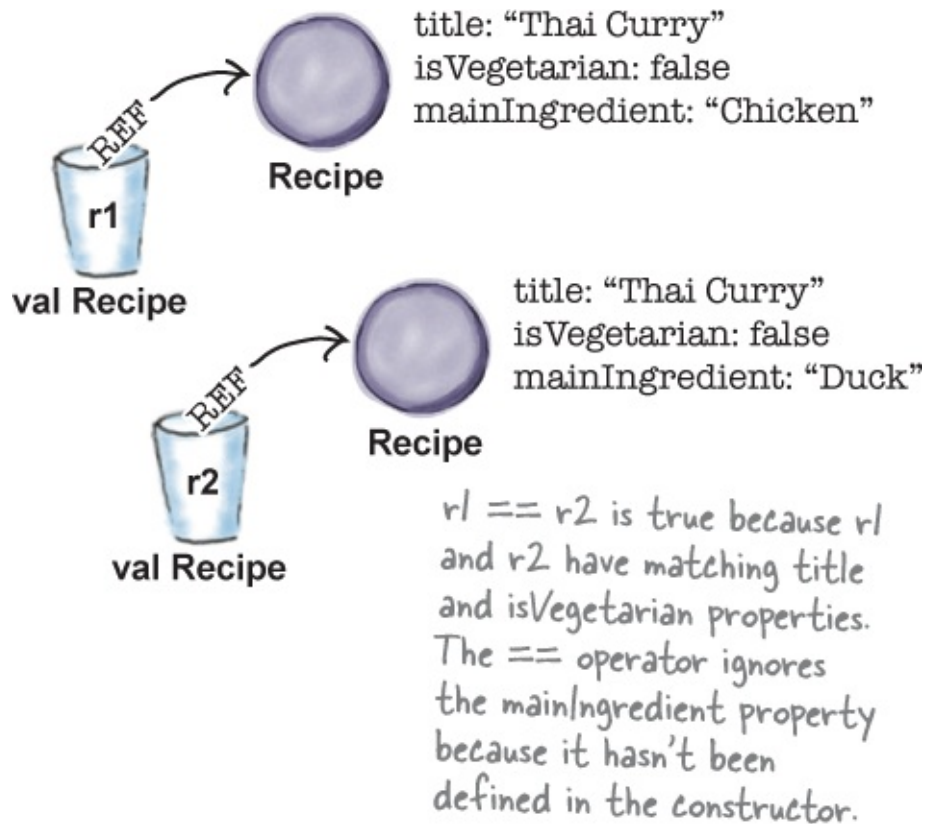 title: “Thai Curry”
isVegetarian: false
mainIngredient: “Chicken”
REF
Recipe
r1
val Recipe
title: “Thai Curry”
isVegetarian: false
mainIngredient: “Duck”
REF
Recipe
r2
val Recipe
r1 == r2 is true because r1
and r2 have matching title
and isVegetarian properties.
The == operator ignores
the mainIngredient property
because it hasn't been
defined in the constructor.